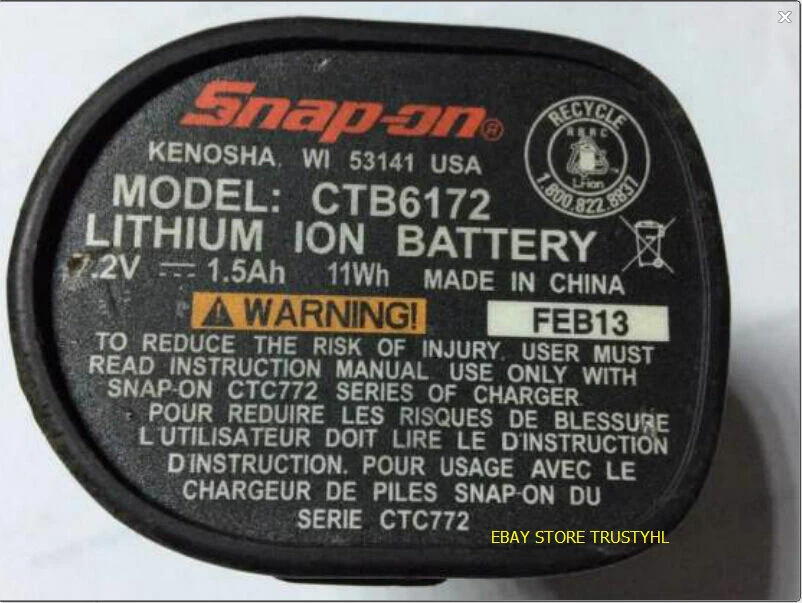 Snap-on®
KENOSHA, WI 53141 USA
RECYCLE
RBRC
Li-ion
1.800.822.8837
MODEL: CTB6172
LITHIUM ION BATTERY
.2V 1.5Ah 11Wh MADE IN CHINA
WARNING! FEB13
TO REDUCE THE RISK OF INJURY. USER MUST
READ INSTRUCTION MANUAL USE ONLY WITH
SNAP-ON CTC772 SERIES OF CHARGER
POUR REDUIRE LES RISQUES DE BLESSURE
L'UTILISATEUR DOIT LIRE LE D'INSTRUCTION
D'INSTRUCTION. POUR USAGE AVEC LE
CHARGEUR DE PILES SNAP-ON DU
SERIE CTC772
EBAY STORE TRUSTYHL